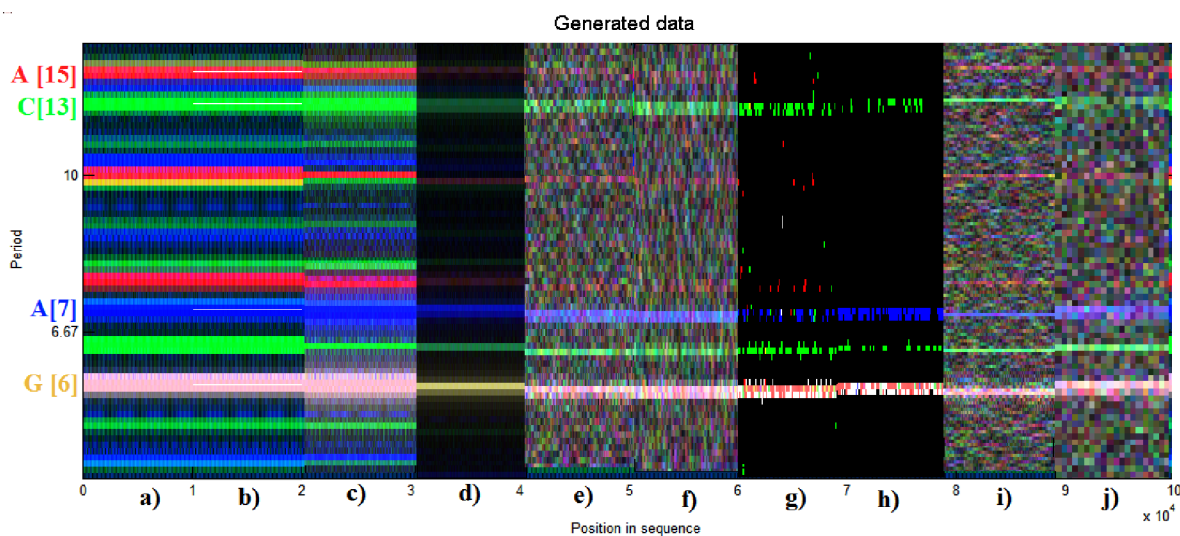 Generated data
A [15]
C[13]
10
Period
A[7]
6.67
G [6]
0 1 2 3 4 5 6 7 8 9 10
a) b) c) d) e) f) g) h) i) j)
x 10^4
Position in sequence